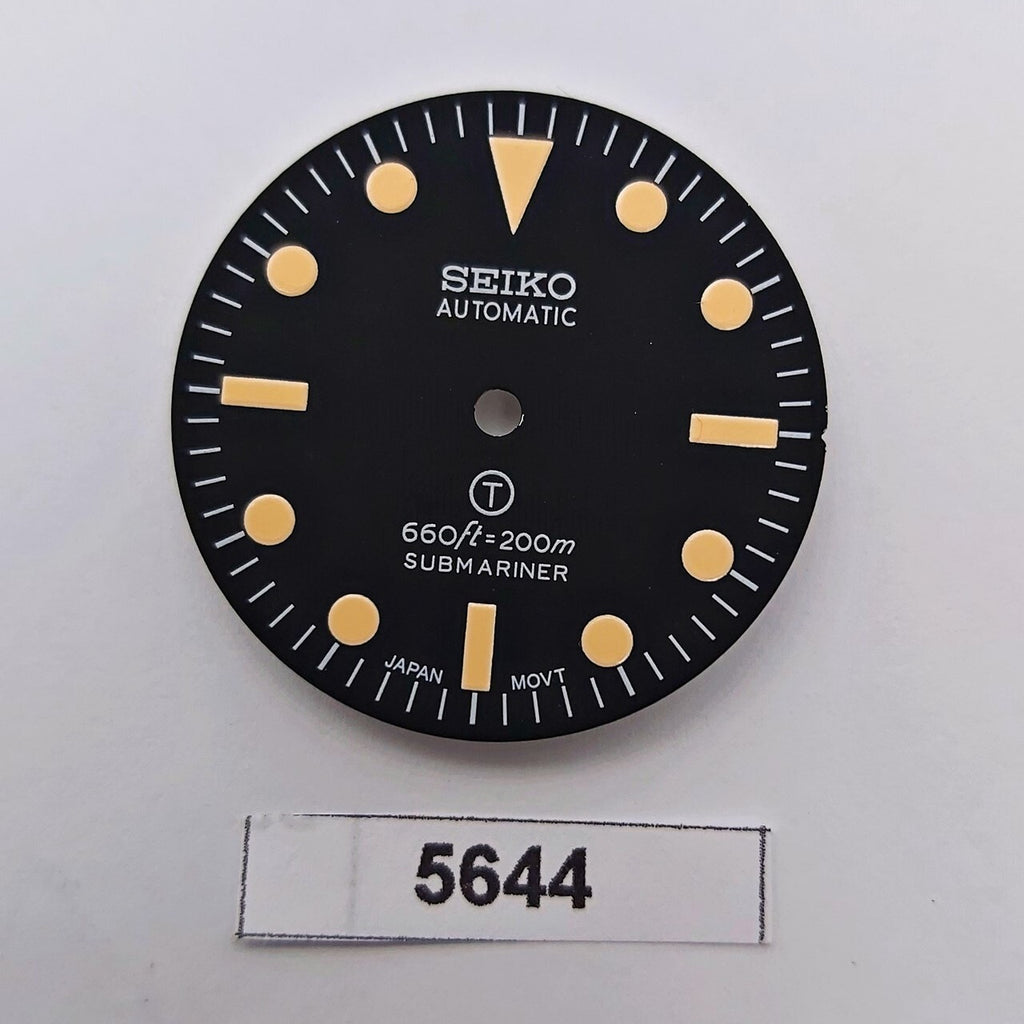 SEIKO
AUTOMATIC
T
660ft=200m
SUBMARINER
JAPAN MOVT
5644